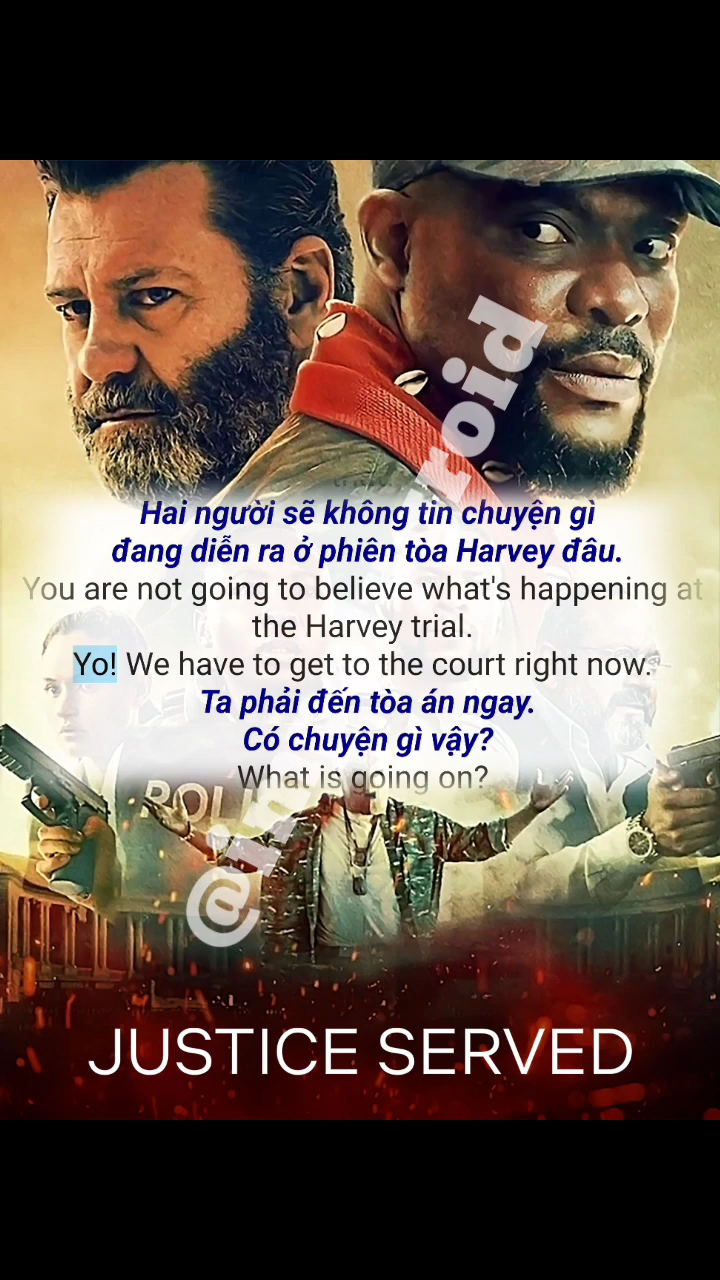 Hai người sẽ không tin chuyện gì
đang diễn ra ở phiên tòa Harvey đâu.
You are not going to believe what's happening at
the Harvey trial.
Yo! We have to get to the court right now.
Ta phải đến tòa án ngay.
Có chuyện gì vậy?
What is going on?
JUSTICE SERVED